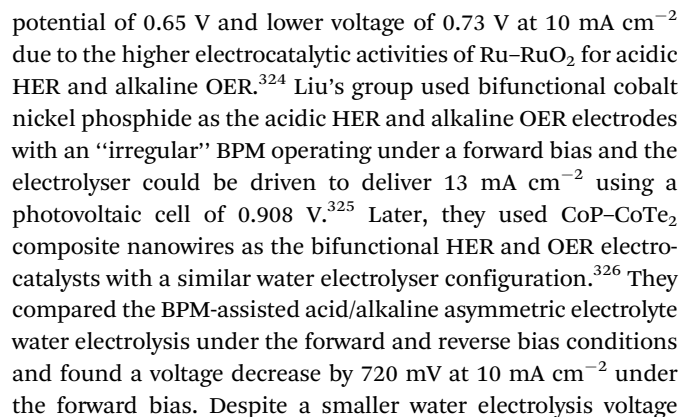 potential of 0.65 V and lower voltage of 0.73 V at 10 mA cm⁻²
due to the higher electrocatalytic activities of Ru–RuO₂ for acidic
HER and alkaline OER.³²⁴ Liu's group used bifunctional cobalt
nickel phosphide as the acidic HER and alkaline OER electrodes
with an ‘‘irregular’’ BPM operating under a forward bias and the
electrolyser could be driven to deliver 13 mA cm⁻² using a
photovoltaic cell of 0.908 V.³²⁵ Later, they used CoP–CoTe₂
composite nanowires as the bifunctional HER and OER electro-
catalysts with a similar water electrolyser configuration.³²⁶ They
compared the BPM-assisted acid/alkaline asymmetric electrolyte
water electrolysis under the forward and reverse bias conditions
and found a voltage decrease by 720 mV at 10 mA cm⁻² under
the forward bias. Despite a smaller water electrolysis voltage